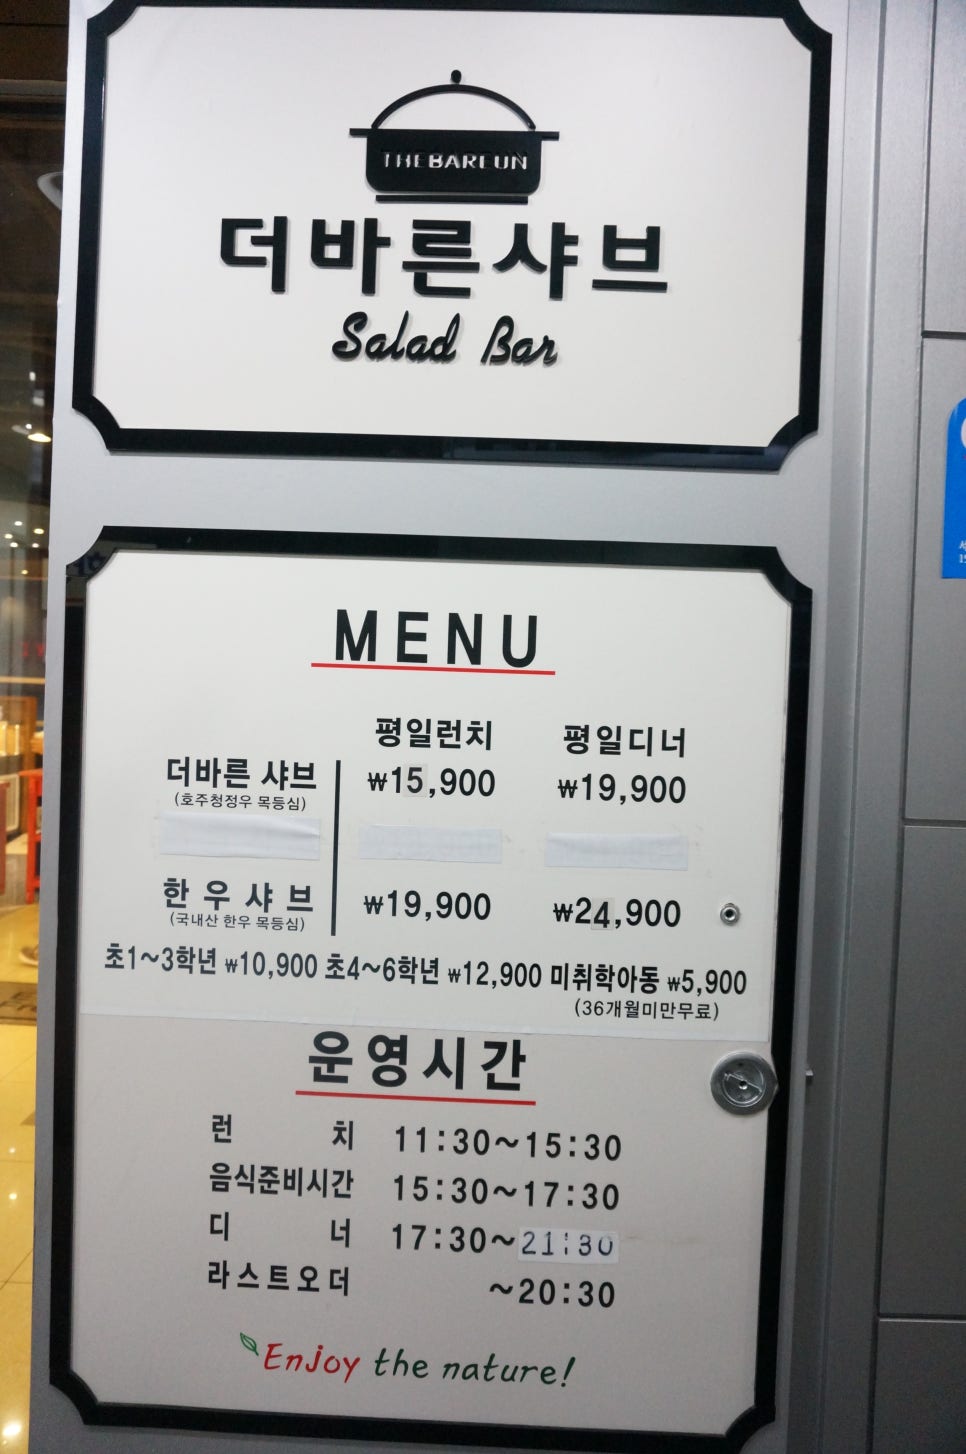 THEBAREUN
더바른샤브
Salad Bar
MENU
평일런치 평일디너
더바른 샤브 ₩15,900 ₩19,900
(호주청정우 목등심)
한우샤브 ₩19,900 ₩24,900
(국내산 한우 목등심)
초1~3학년 ₩10,900 초4~6학년 ₩12,900 미취학아동 ₩5,900
(36개월미만무료)
운영시간
런치 11:30~15:30
음식준비시간 15:30~17:30
디너 17:30~21:30
라스트오더 ~20:30
Enjoy the nature!